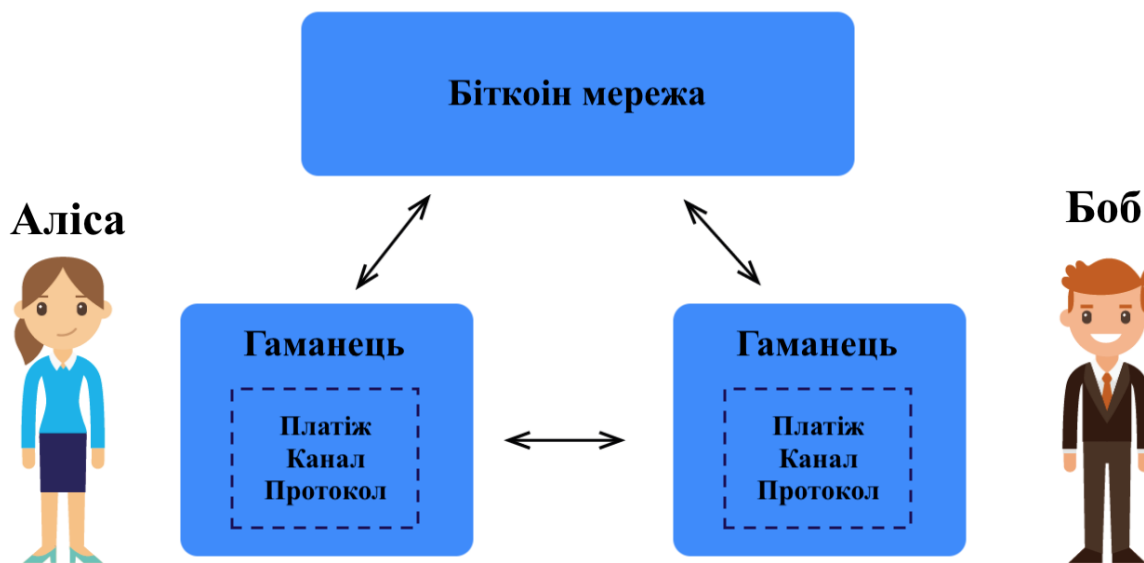 Біткоін мережа
Аліса
Боб
Гаманець
Платіж
Канал
Протокол
Гаманець
Платіж
Канал
Протокол